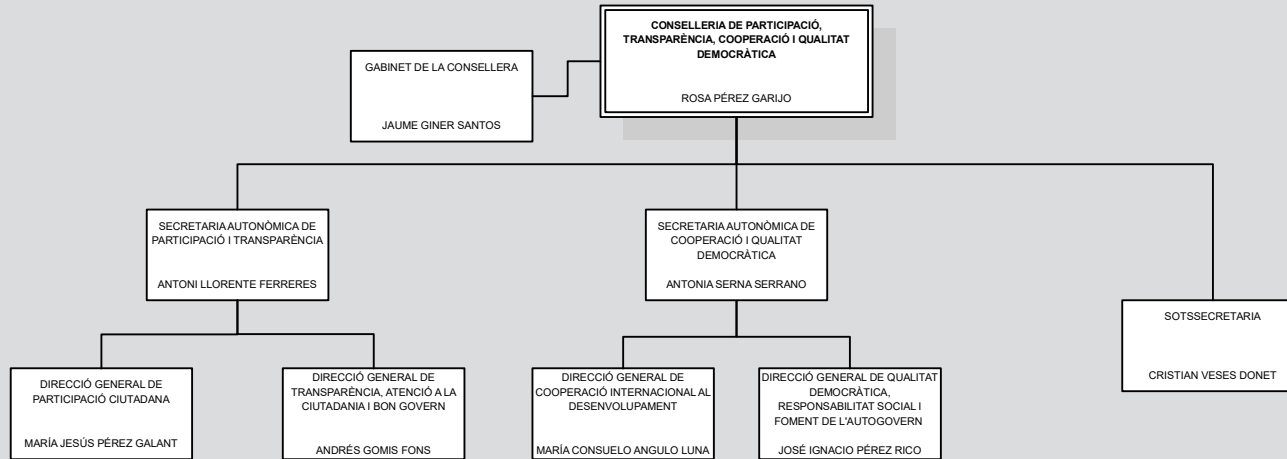 CONSELLERIA DE PARTICIPACIÓ,
TRANSPARÈNCIA, COOPERACIÓ I QUALITAT
DEMOCRÀTICA
ROSA PÉREZ GARIJO
GABINET DE LA CONSELLERA
JAUME GINER SANTOS
SECRETARIA AUTONÒMICA DE
PARTICIPACIÓ I TRANSPARÈNCIA
ANTONI LLORENTE FERRERES
SECRETARIA AUTONÒMICA DE
COOPERACIÓ I QUALITAT
DEMOCRÀTICA
ANTONIA SERNA SERRANO
SOTSSECRETARIA
CRISTIAN VESES DONET
DIRECCIÓ GENERAL DE
PARTICIPACIÓ CIUTADANA
MARÍA JESÚS PÉREZ GALANT
DIRECCIÓ GENERAL DE
TRANSPARÈNCIA, ATENCIÓ A LA
CIUTADANIA I BON GOVERN
ANDRÉS GOMIS FONS
DIRECCIÓ GENERAL DE
COOPERACIÓ INTERNACIONAL AL
DESENVOLUPAMENT
MARÍA CONSUELO ANGULO LUNA
DIRECCIÓ GENERAL DE QUALITAT
DEMOCRÀTICA,
RESPONSABILITAT SOCIAL I
FOMENT DE L'AUTOGOVERN
JOSÉ IGNACIO PÉREZ RICO